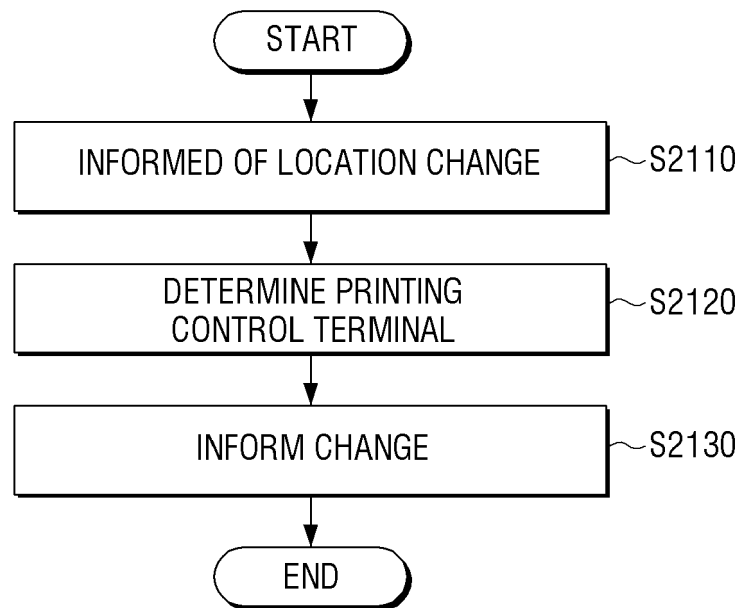 START
INFORMED OF LOCATION CHANGE
S2110
DETERMINE PRINTING
CONTROL TERMINAL
S2120
INFORM CHANGE
S2130
END